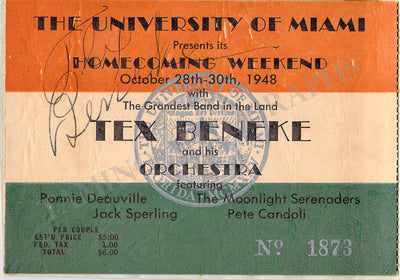 THE UNIVERSITY OF MIAMI
Presents its
HOMECOMING WEEKEND
October 28th-30th, 1948
with
The Grandest Band in the Land
TEX BENEKE
and his
ORCHESTRA
featuring
Ronnie Deauville The Moonlight Serenaders
Jack Sperling Pete Candoli
PER COUPLE
EST'D PRICE $5.00
FED. TAX 1.00
TOTAL $6.00
No. 1873